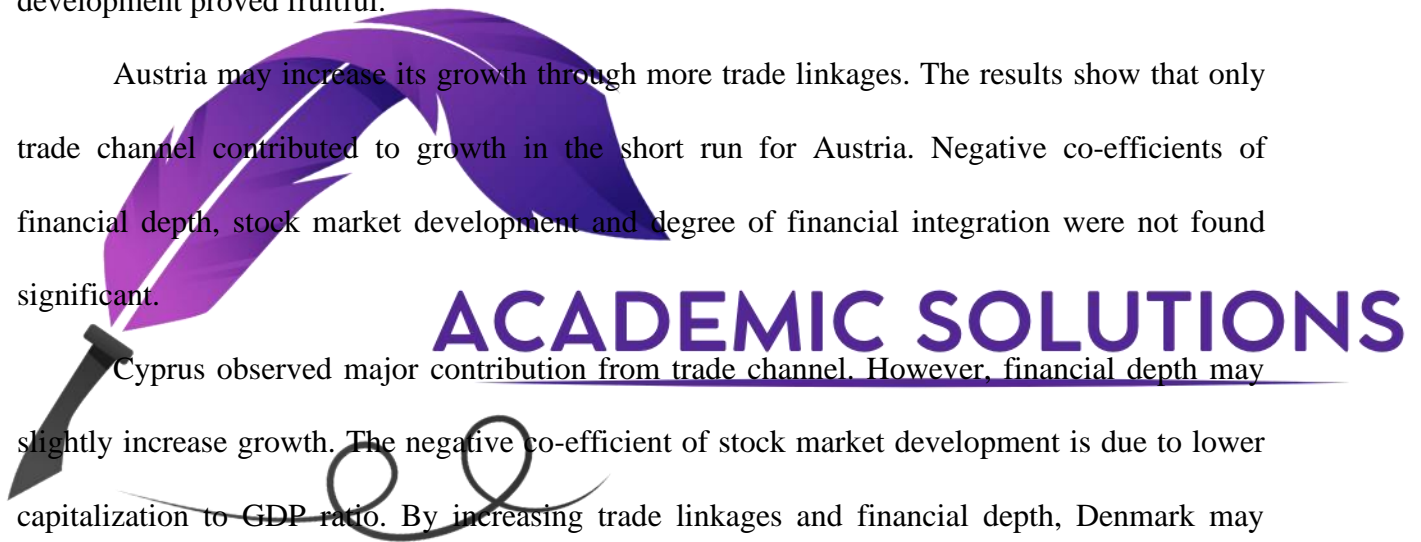 development proved fruitful.
Austria may increase its growth through more trade linkages. The results show that only
trade channel contributed to growth in the short run for Austria. Negative co-efficients of
financial depth, stock market development and degree of financial integration were not found
significant.
ACADEMIC SOLUTIONS
Cyprus observed major contribution from trade channel. However, financial depth may
slightly increase growth. The negative co-efficient of stock market development is due to lower
capitalization to GDP ratio. By increasing trade linkages and financial depth, Denmark may